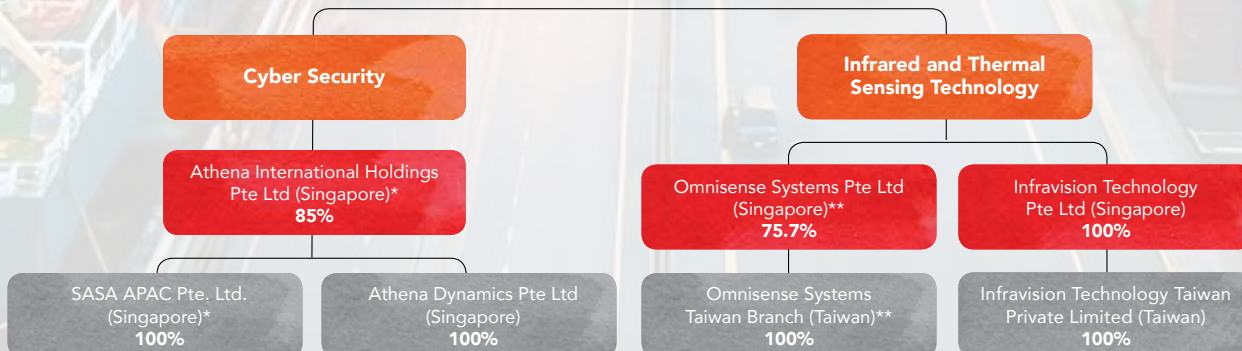 Cyber Security
Infrared and Thermal
Sensing Technology
Athena International Holdings
Pte Ltd (Singapore)*
85%
Omnisense Systems Pte Ltd
(Singapore)**
75.7%
Infravision Technology
Pte Ltd (Singapore)
100%
SASA APAC Pte. Ltd.
(Singapore)*
100%
Athena Dynamics Pte Ltd
(Singapore)
100%
Omnisense Systems
Taiwan Branch (Taiwan)**
100%
Infravision Technology Taiwan
Private Limited (Taiwan)
100%